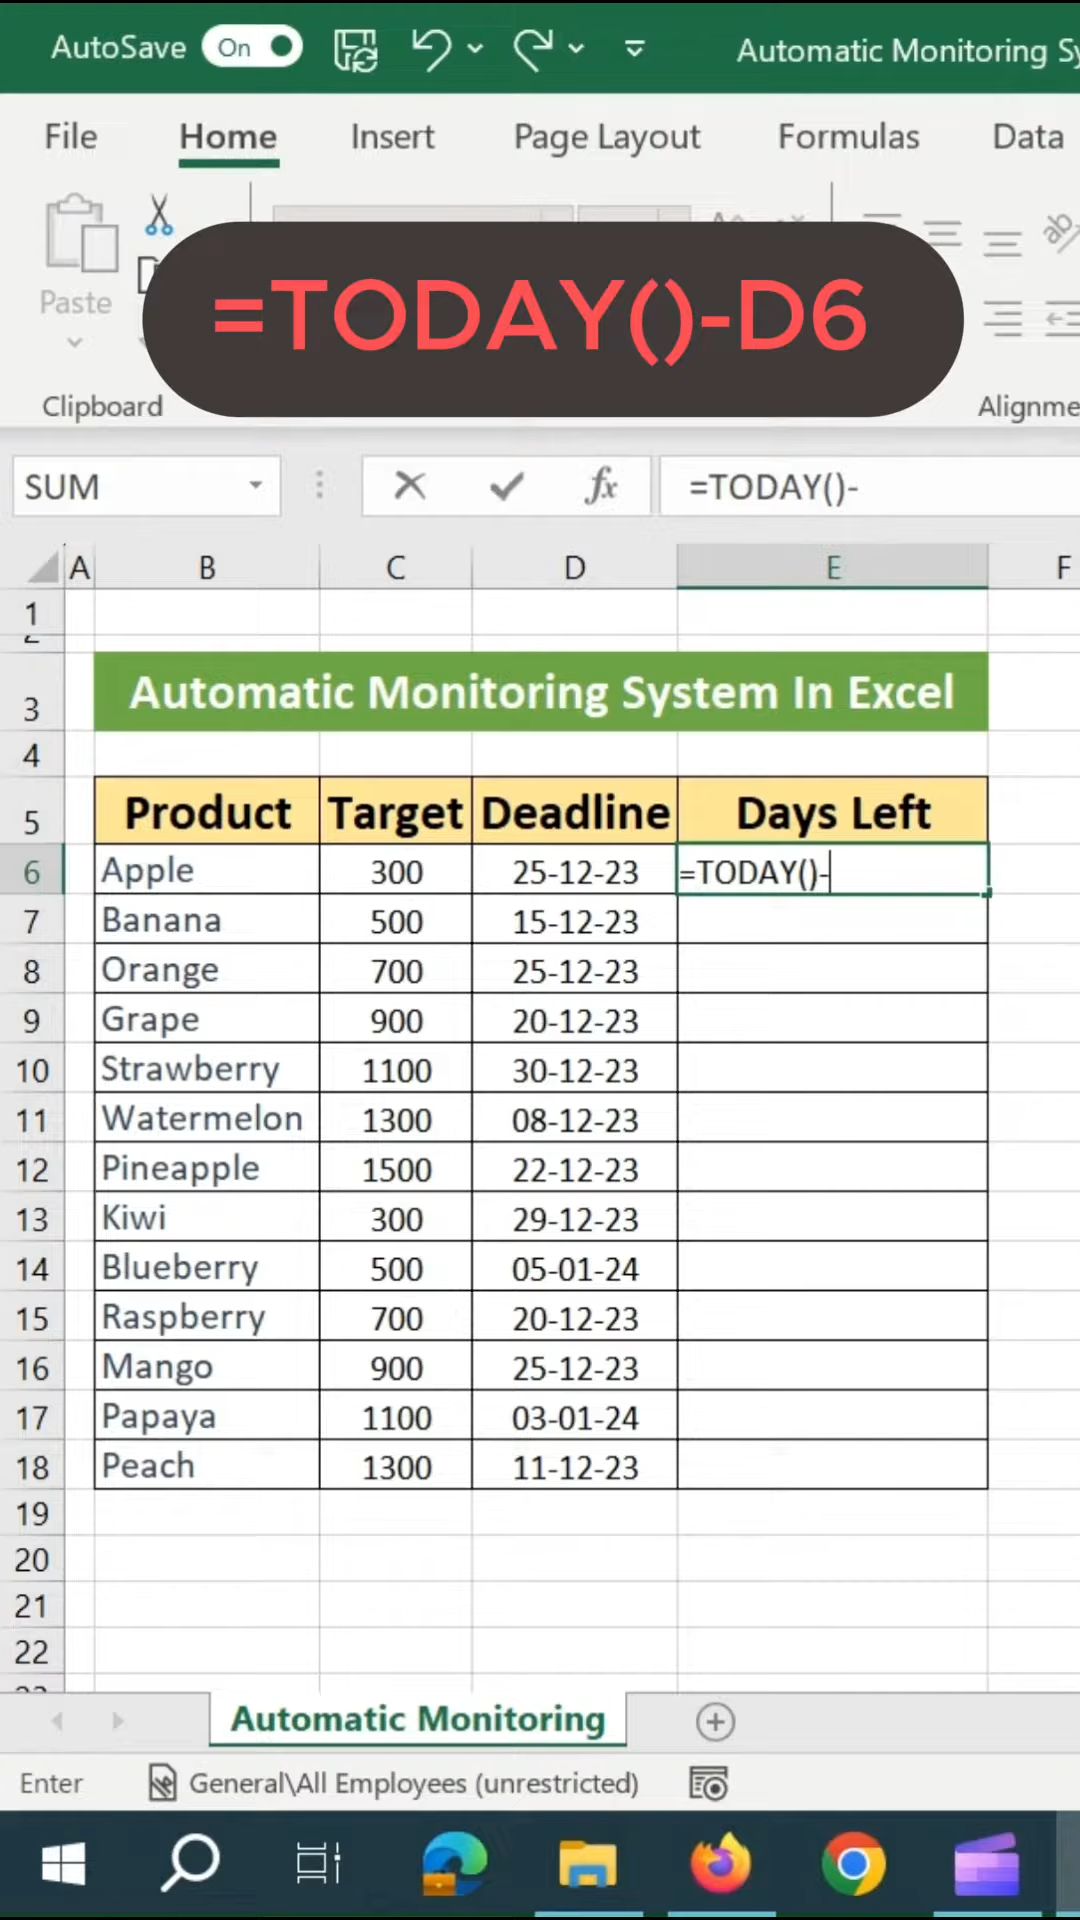 AutoSave On Automatic Monitoring Sy
File Home Insert Page Layout Formulas Data
=TODAY()-D6
Paste
Clipboard Alignme
SUM fx =TODAY()-
A B C D E F
1
2
3 Automatic Monitoring System In Excel
4
5 Product Target Deadline Days Left
6 Apple 300 25-12-23 =TODAY()-
7 Banana 500 15-12-23
8 Orange 700 25-12-23
9 Grape 900 20-12-23
10 Strawberry 1100 30-12-23
11 Watermelon 1300 08-12-23
12 Pineapple 1500 22-12-23
13 Kiwi 300 29-12-23
14 Blueberry 500 05-01-24
15 Raspberry 700 20-12-23
16 Mango 900 25-12-23
17 Papaya 1100 03-01-24
18 Peach 1300 11-12-23
19
20
21
22
Automatic Monitoring
Enter General\All Employees (unrestricted)